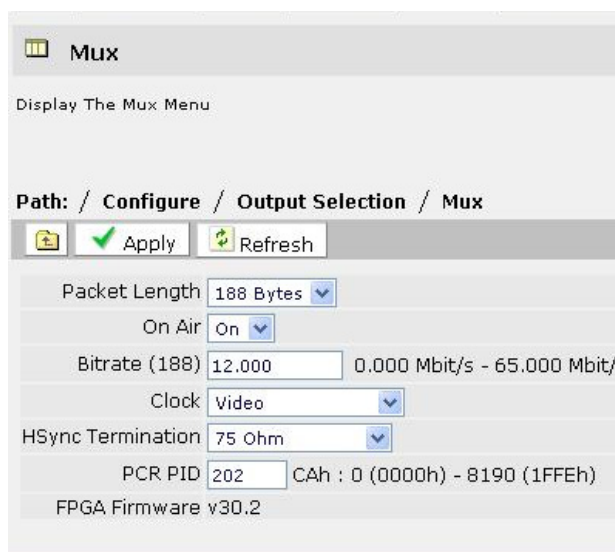 Mux
Display The Mux Menu
Path: / Configure / Output Selection / Mux
Apply Refresh
Packet Length 188 Bytes
On Air On
Bitrate (188) 12.000 0.000 Mbit/s - 65.000 Mbit/
Clock Video
HSync Termination 75 Ohm
PCR PID 202 CAh : 0 (0000h) - 8190 (1FFEh)
FPGA Firmware v30.2